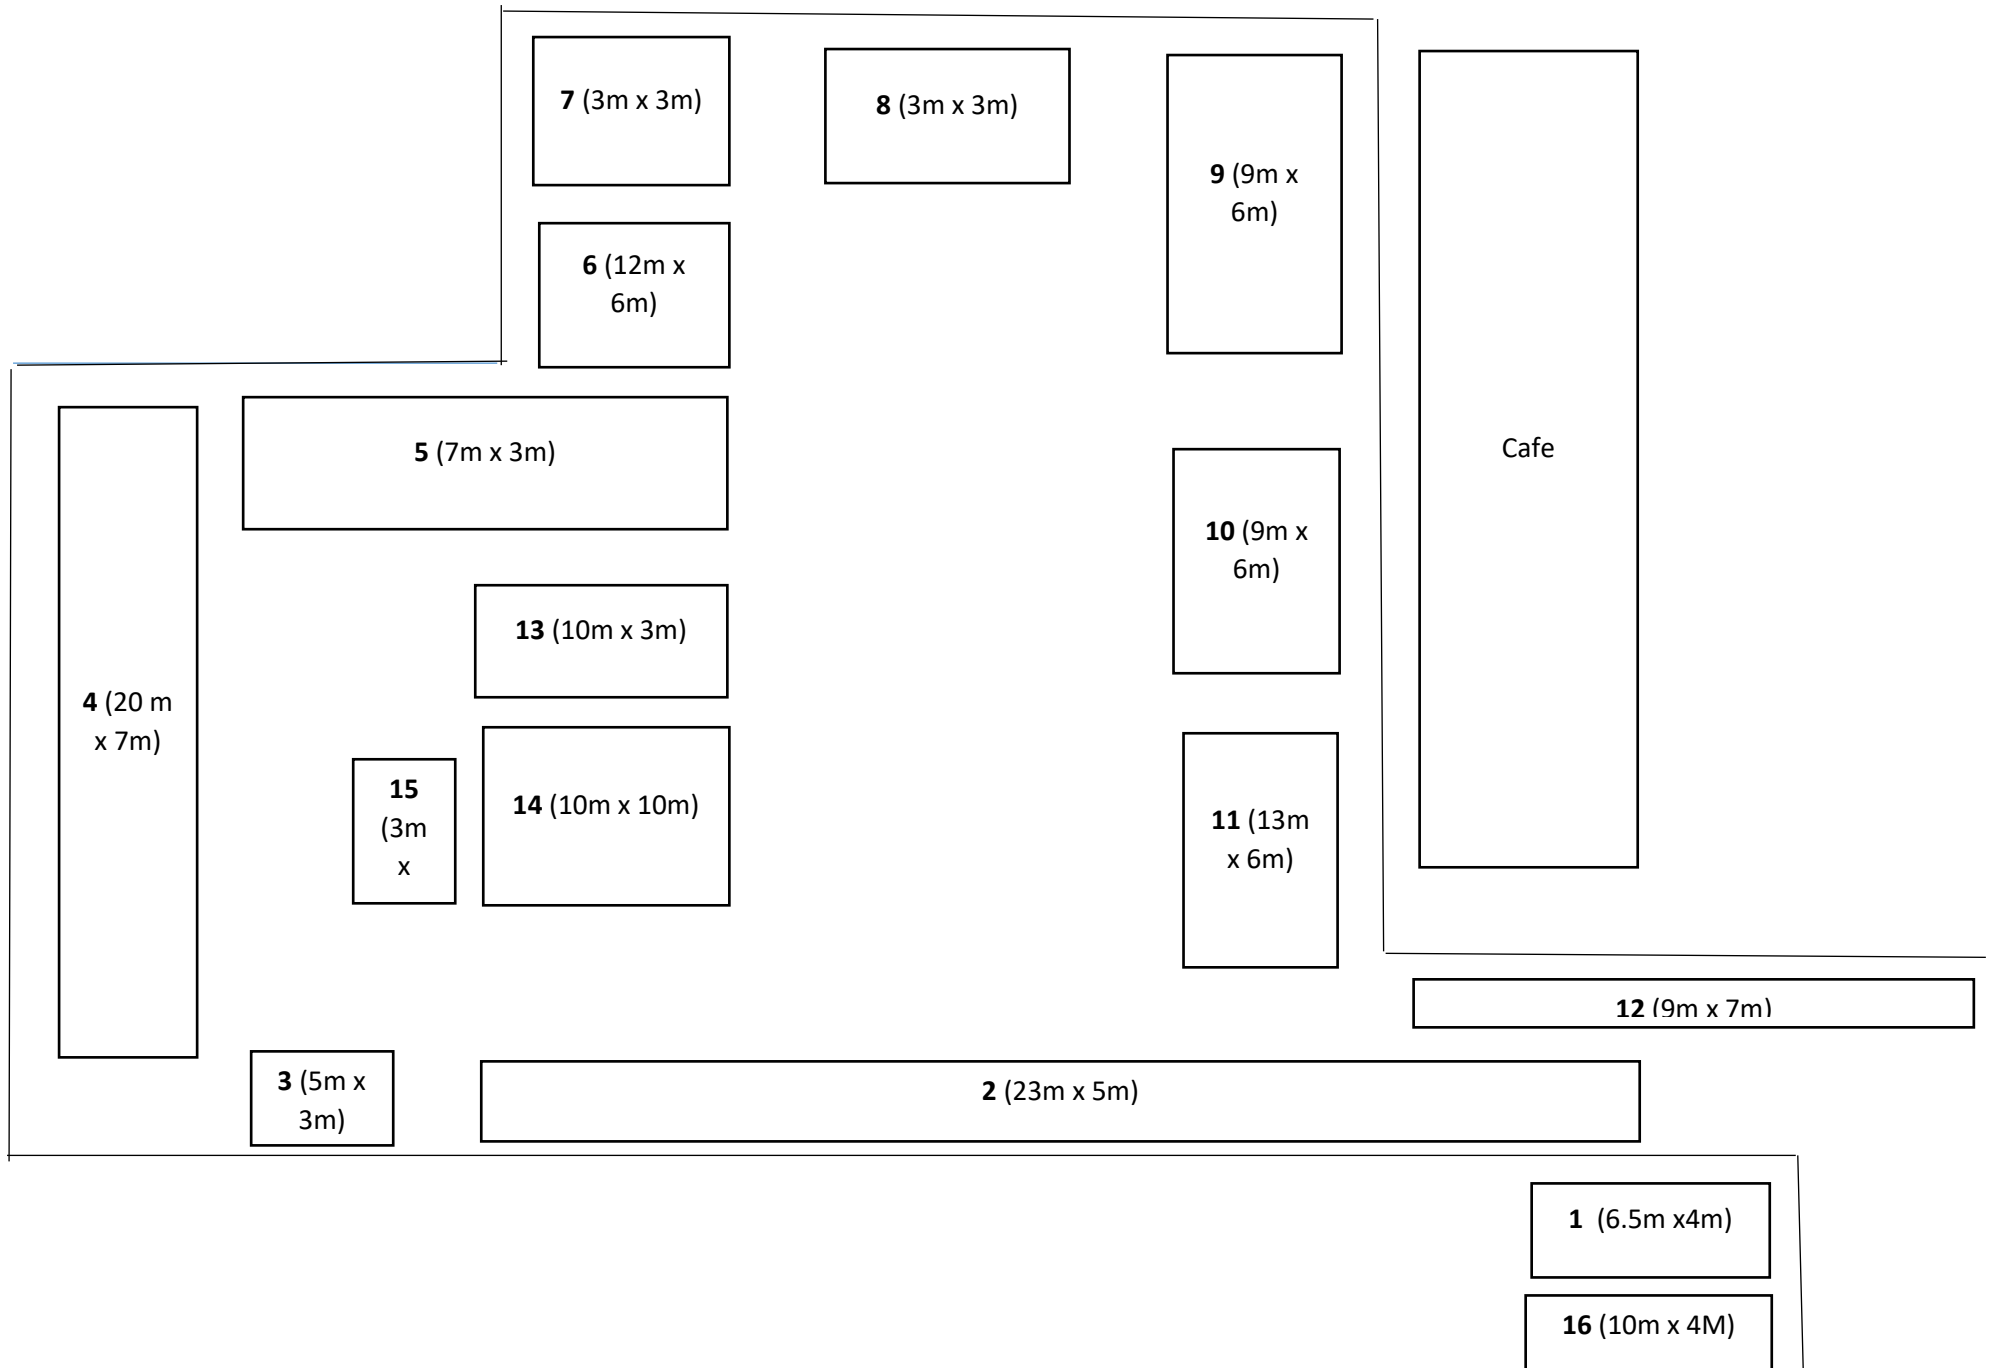 7 (3m x 3m)
8 (3m x 3m)
9 (9m x
6m)
6 (12m x
6m)
Cafe
5 (7m x 3m)
10 (9m x
6m)
13 (10m x 3m)
4 (20 m
x 7m)
15
(3m
x
14 (10m x 10m)
11 (13m
x 6m)
12 (9m x 7m)
3 (5m x
3m)
2 (23m x 5m)
1 (6.5m x4m)
16 (10m x 4M)